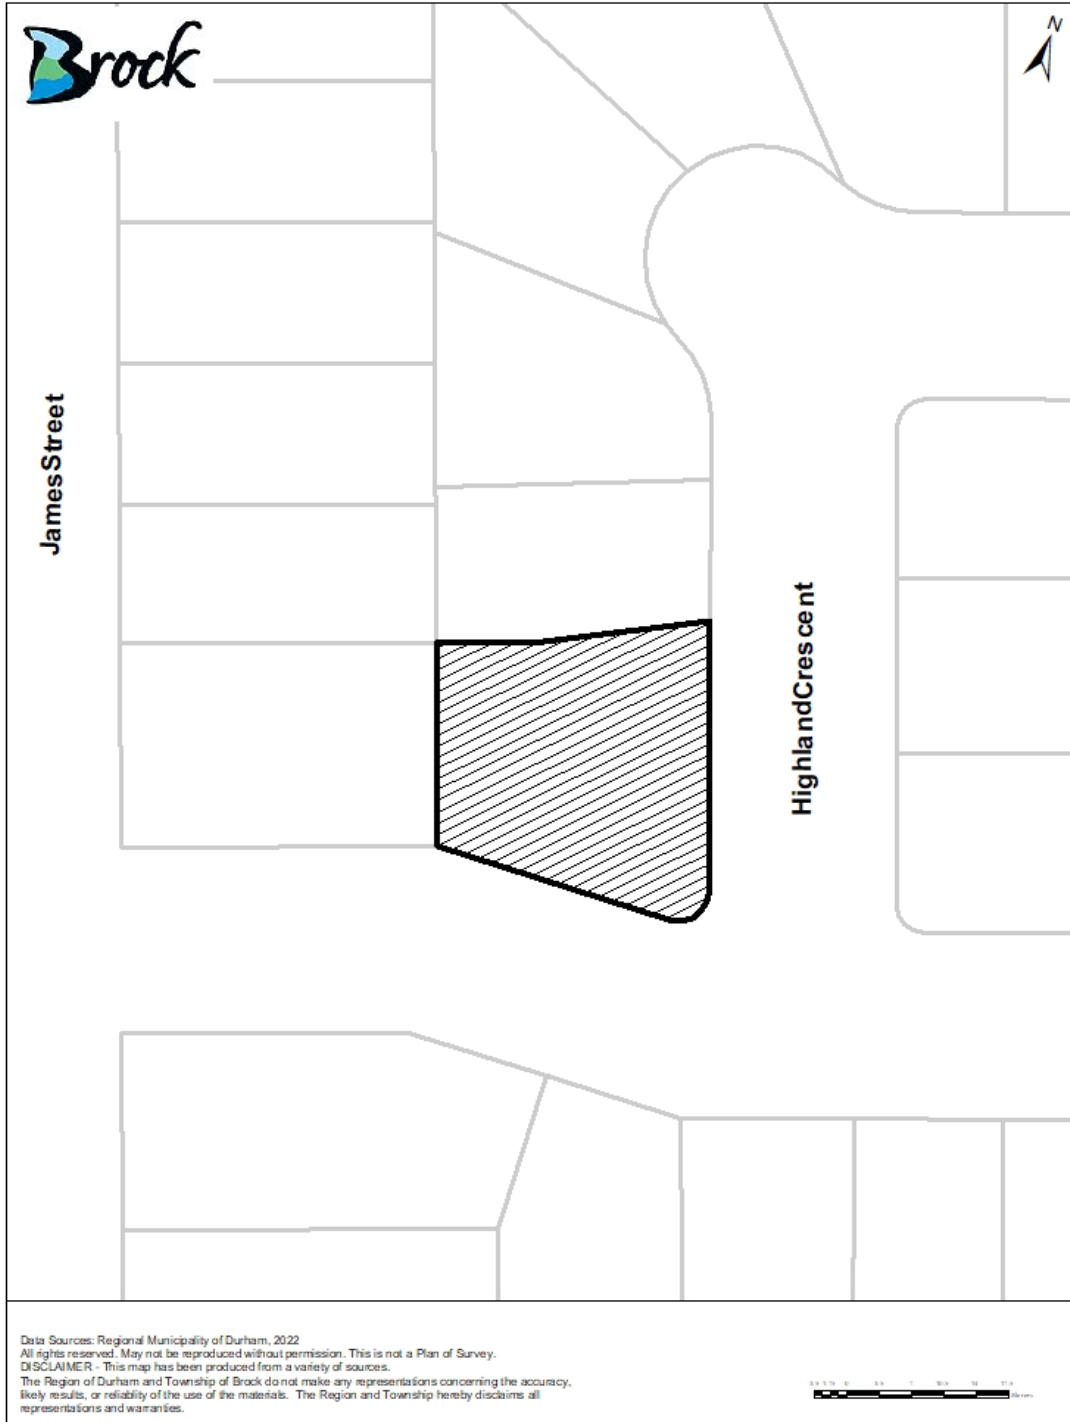 Brock
N
JamesStreet
HighlandCrescent
Data Sources: Regional Municipality of Durham, 2022
All rights reserved. May not be reproduced without permission. This is not a Plan of Survey.
DISCLAIMER - This map has been produced from a variety of sources.
The Region of Durham and Township of Brock do not make any representations concerning the accuracy,
likely results, or reliablity of the use of the materials. The Region and Township hereby disclaims all
representations and warranties.